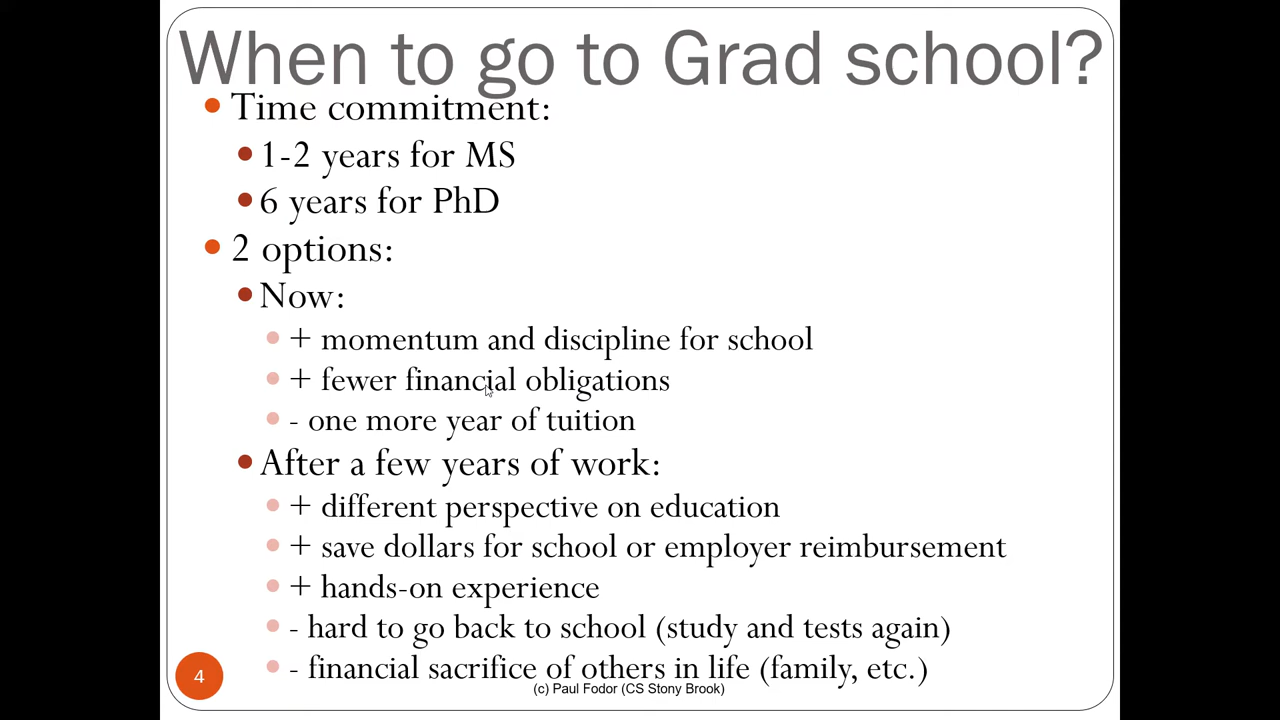 When to go to Grad school?
Time commitment:
1-2 years for MS
6 years for PhD
2 options:
Now:
+ momentum and discipline for school
+ fewer financial obligations
- one more year of tuition
After a few years of work:
+ different perspective on education
+ save dollars for school or employer reimbursement
+ hands-on experience
- hard to go back to school (study and tests again)
- financial sacrifice of others in life (family, etc.)
4
(c) Paul Fodor (CS Stony Brook)